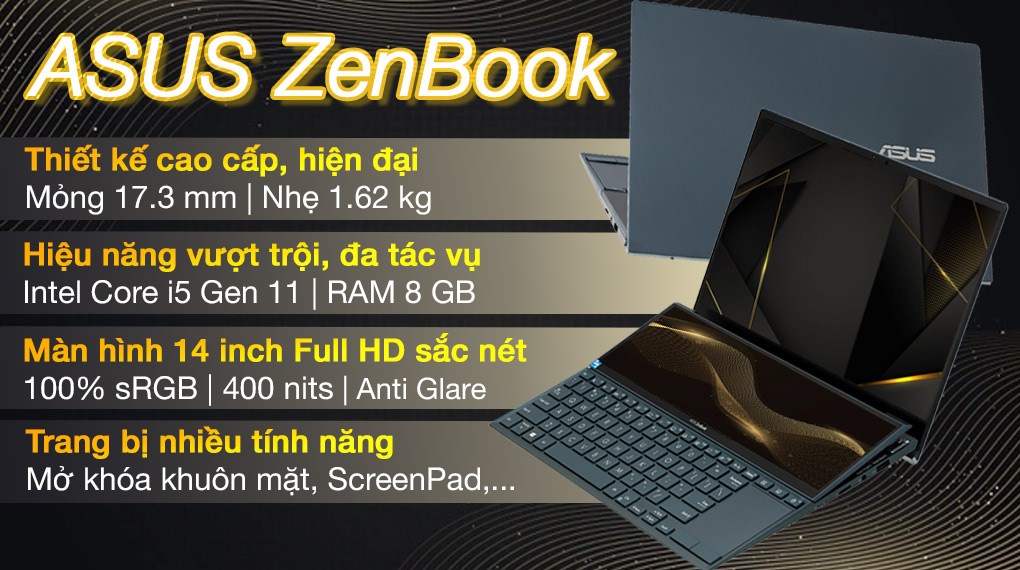 ASUS ZenBook
Thiết kế cao cấp, hiện đại
Mỏng 17.3 mm | Nhẹ 1.62 kg
Hiệu năng vượt trội, đa tác vụ
Intel Core i5 Gen 11 | RAM 8 GB
Màn hình 14 inch Full HD sắc nét
100% sRGB | 400 nits | Anti Glare
Trang bị nhiều tính năng
Mở khóa khuôn mặt, ScreenPad,...
ASUS